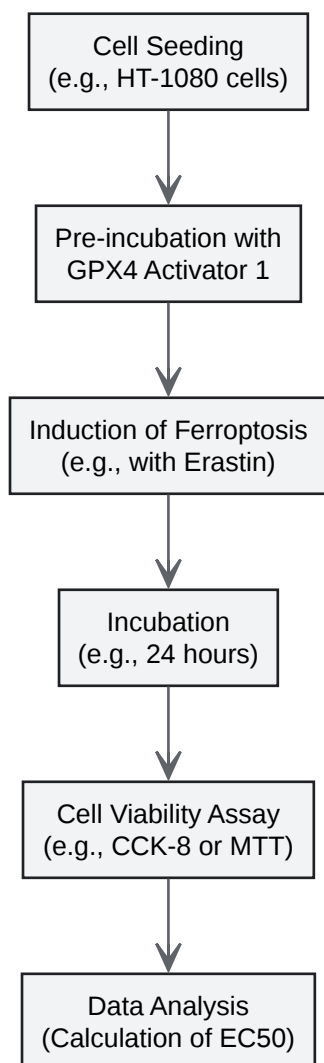 Cell Seeding
(e.g., HT-1080 cells)
Pre-incubation with
GPX4 Activator 1
Induction of Ferroptosis
(e.g., with Erastin)
Incubation
(e.g., 24 hours)
Cell Viability Assay
(e.g., CCK-8 or MTT)
Data Analysis
(Calculation of EC50)